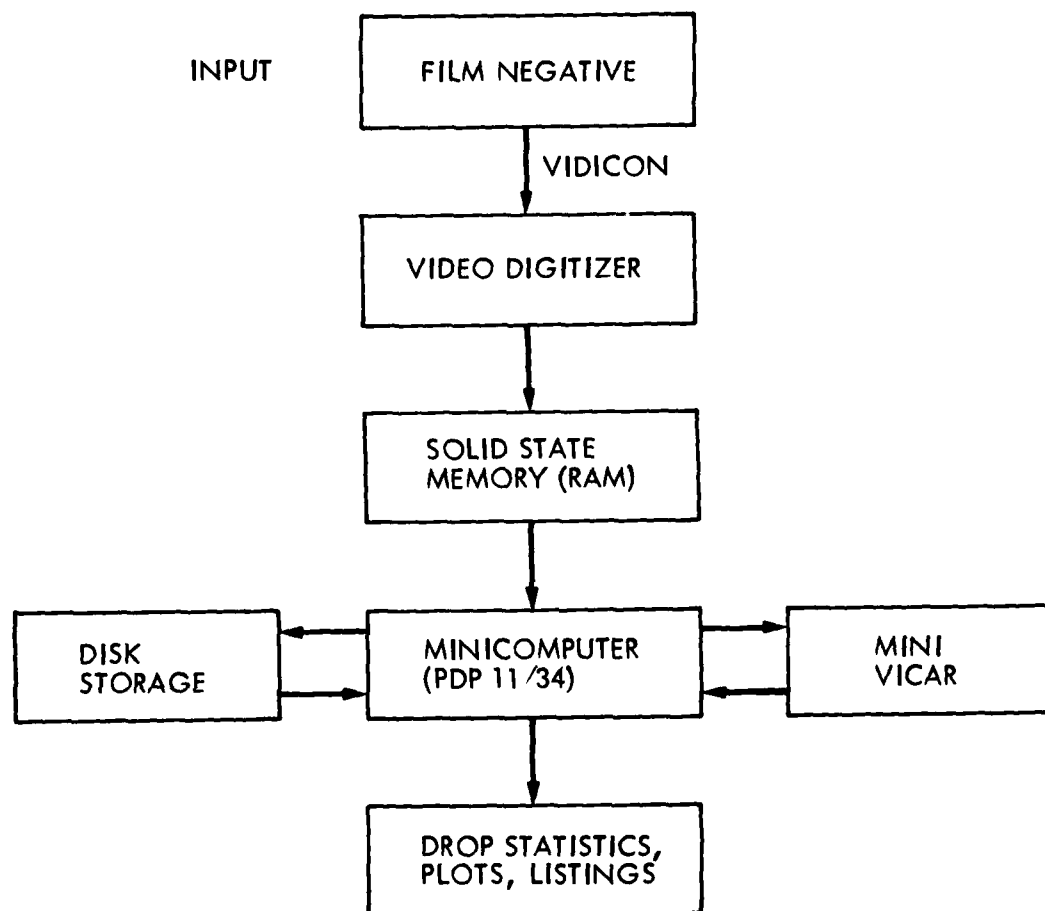 INPUT
FILM NEGATIVE
VIDICON
VIDEO DIGITIZER
SOLID STATE
MEMORY (RAM)
DISK
STORAGE
MINICOMPUTER
(PDP 11/34)
MINI
VICAR
DROP STATISTICS,
PLOTS, LISTINGS